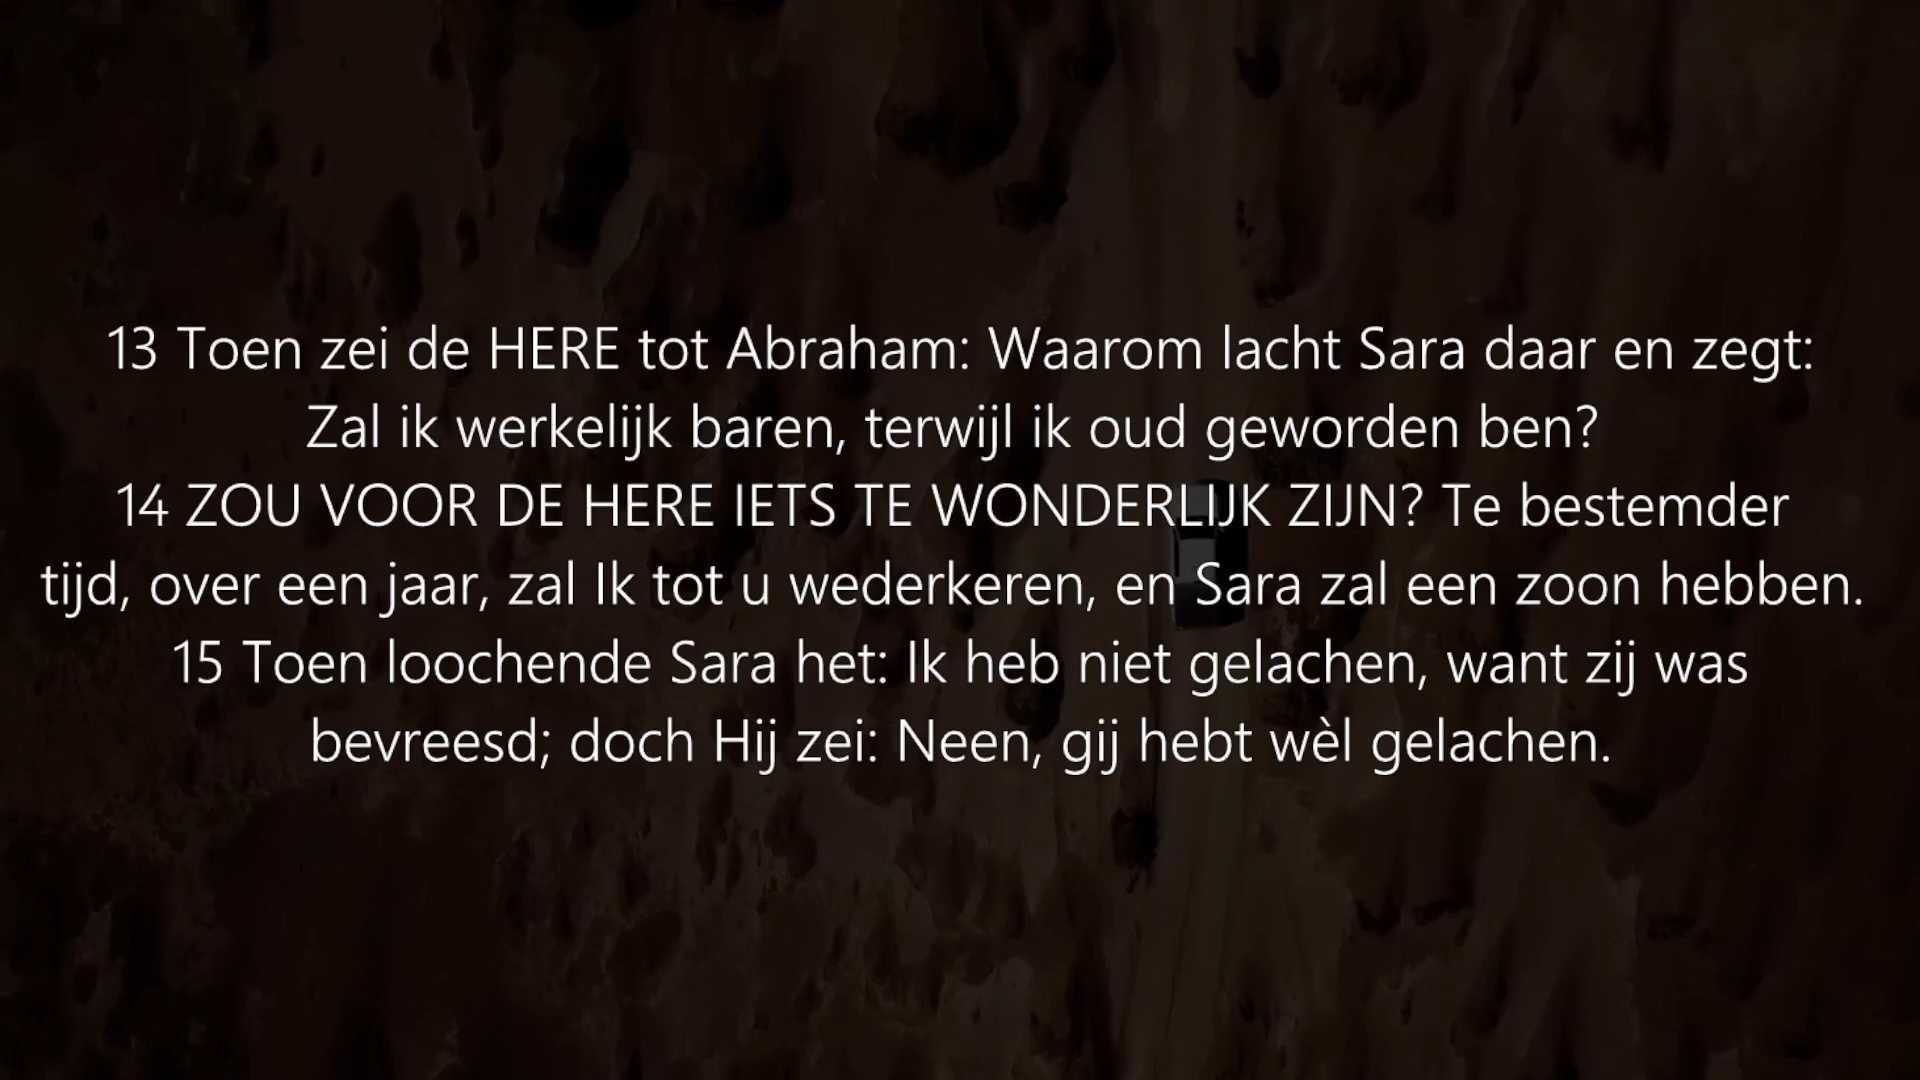 13 Toen zei de HERE tot Abraham: Waarom lacht Sara daar en zegt:
Zal ik werkelijk baren, terwijl ik oud geworden ben?
14 ZOU VOOR DE HERE IETS TE WONDERLIJK ZIJN? Te bestemder
tijd, over een jaar, zal Ik tot u wederkeren, en Sara zal een zoon hebben.
15 Toen loochende Sara het: Ik heb niet gelachen, want zij was
bevreesd; doch Hij zei: Neen, gij hebt wèl gelachen.